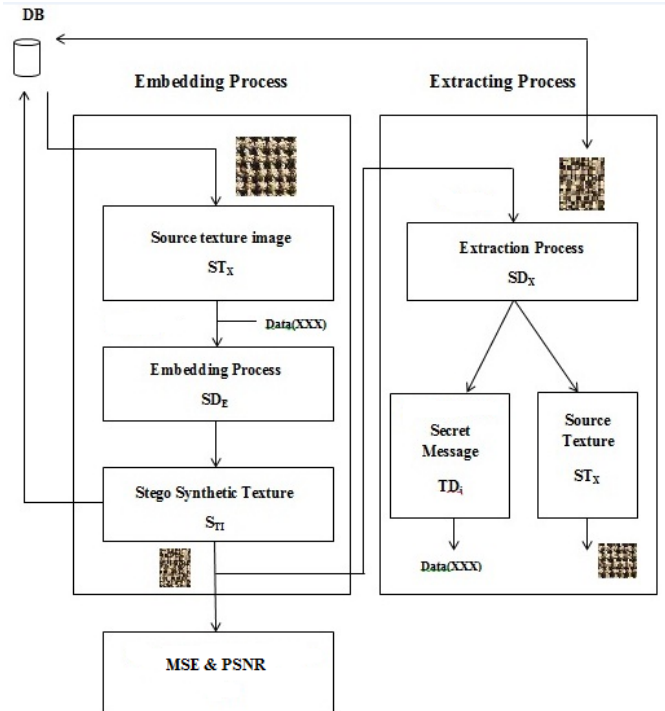 DB
Embedding Process
Source texture image
ST_X
Data(XXX)
Embedding Process
SD_E
Stego Synthetic Texture
S_TI
MSE & PSNR
Extracting Process
Extraction Process
SD_X
Secret
Message
TD_i
Data(XXX)
Source
Texture
ST_X